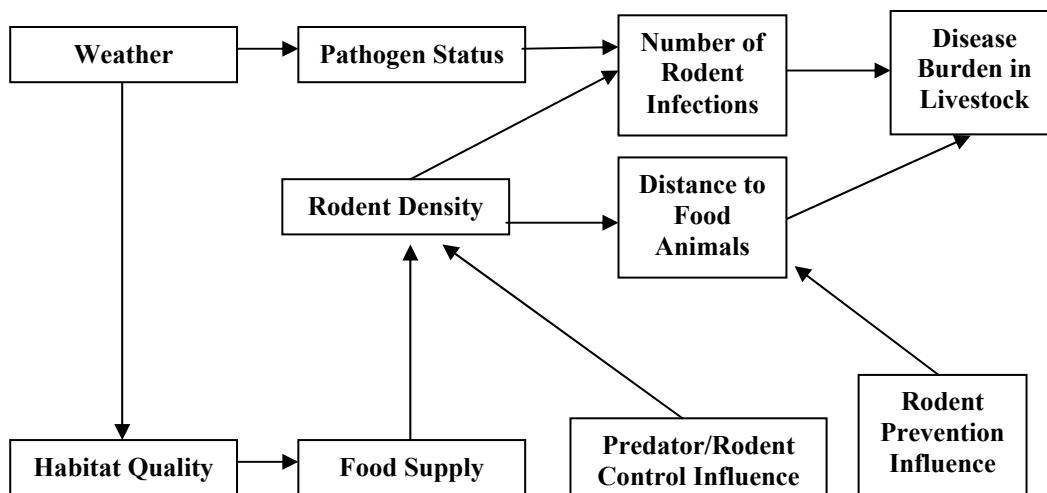 Weather
Pathogen Status
Number of
Rodent
Infections
Disease
Burden in
Livestock
Rodent Density
Distance to
Food
Animals
Habitat Quality
Food Supply
Predator/Rodent
Control Influence
Rodent
Prevention
Influence